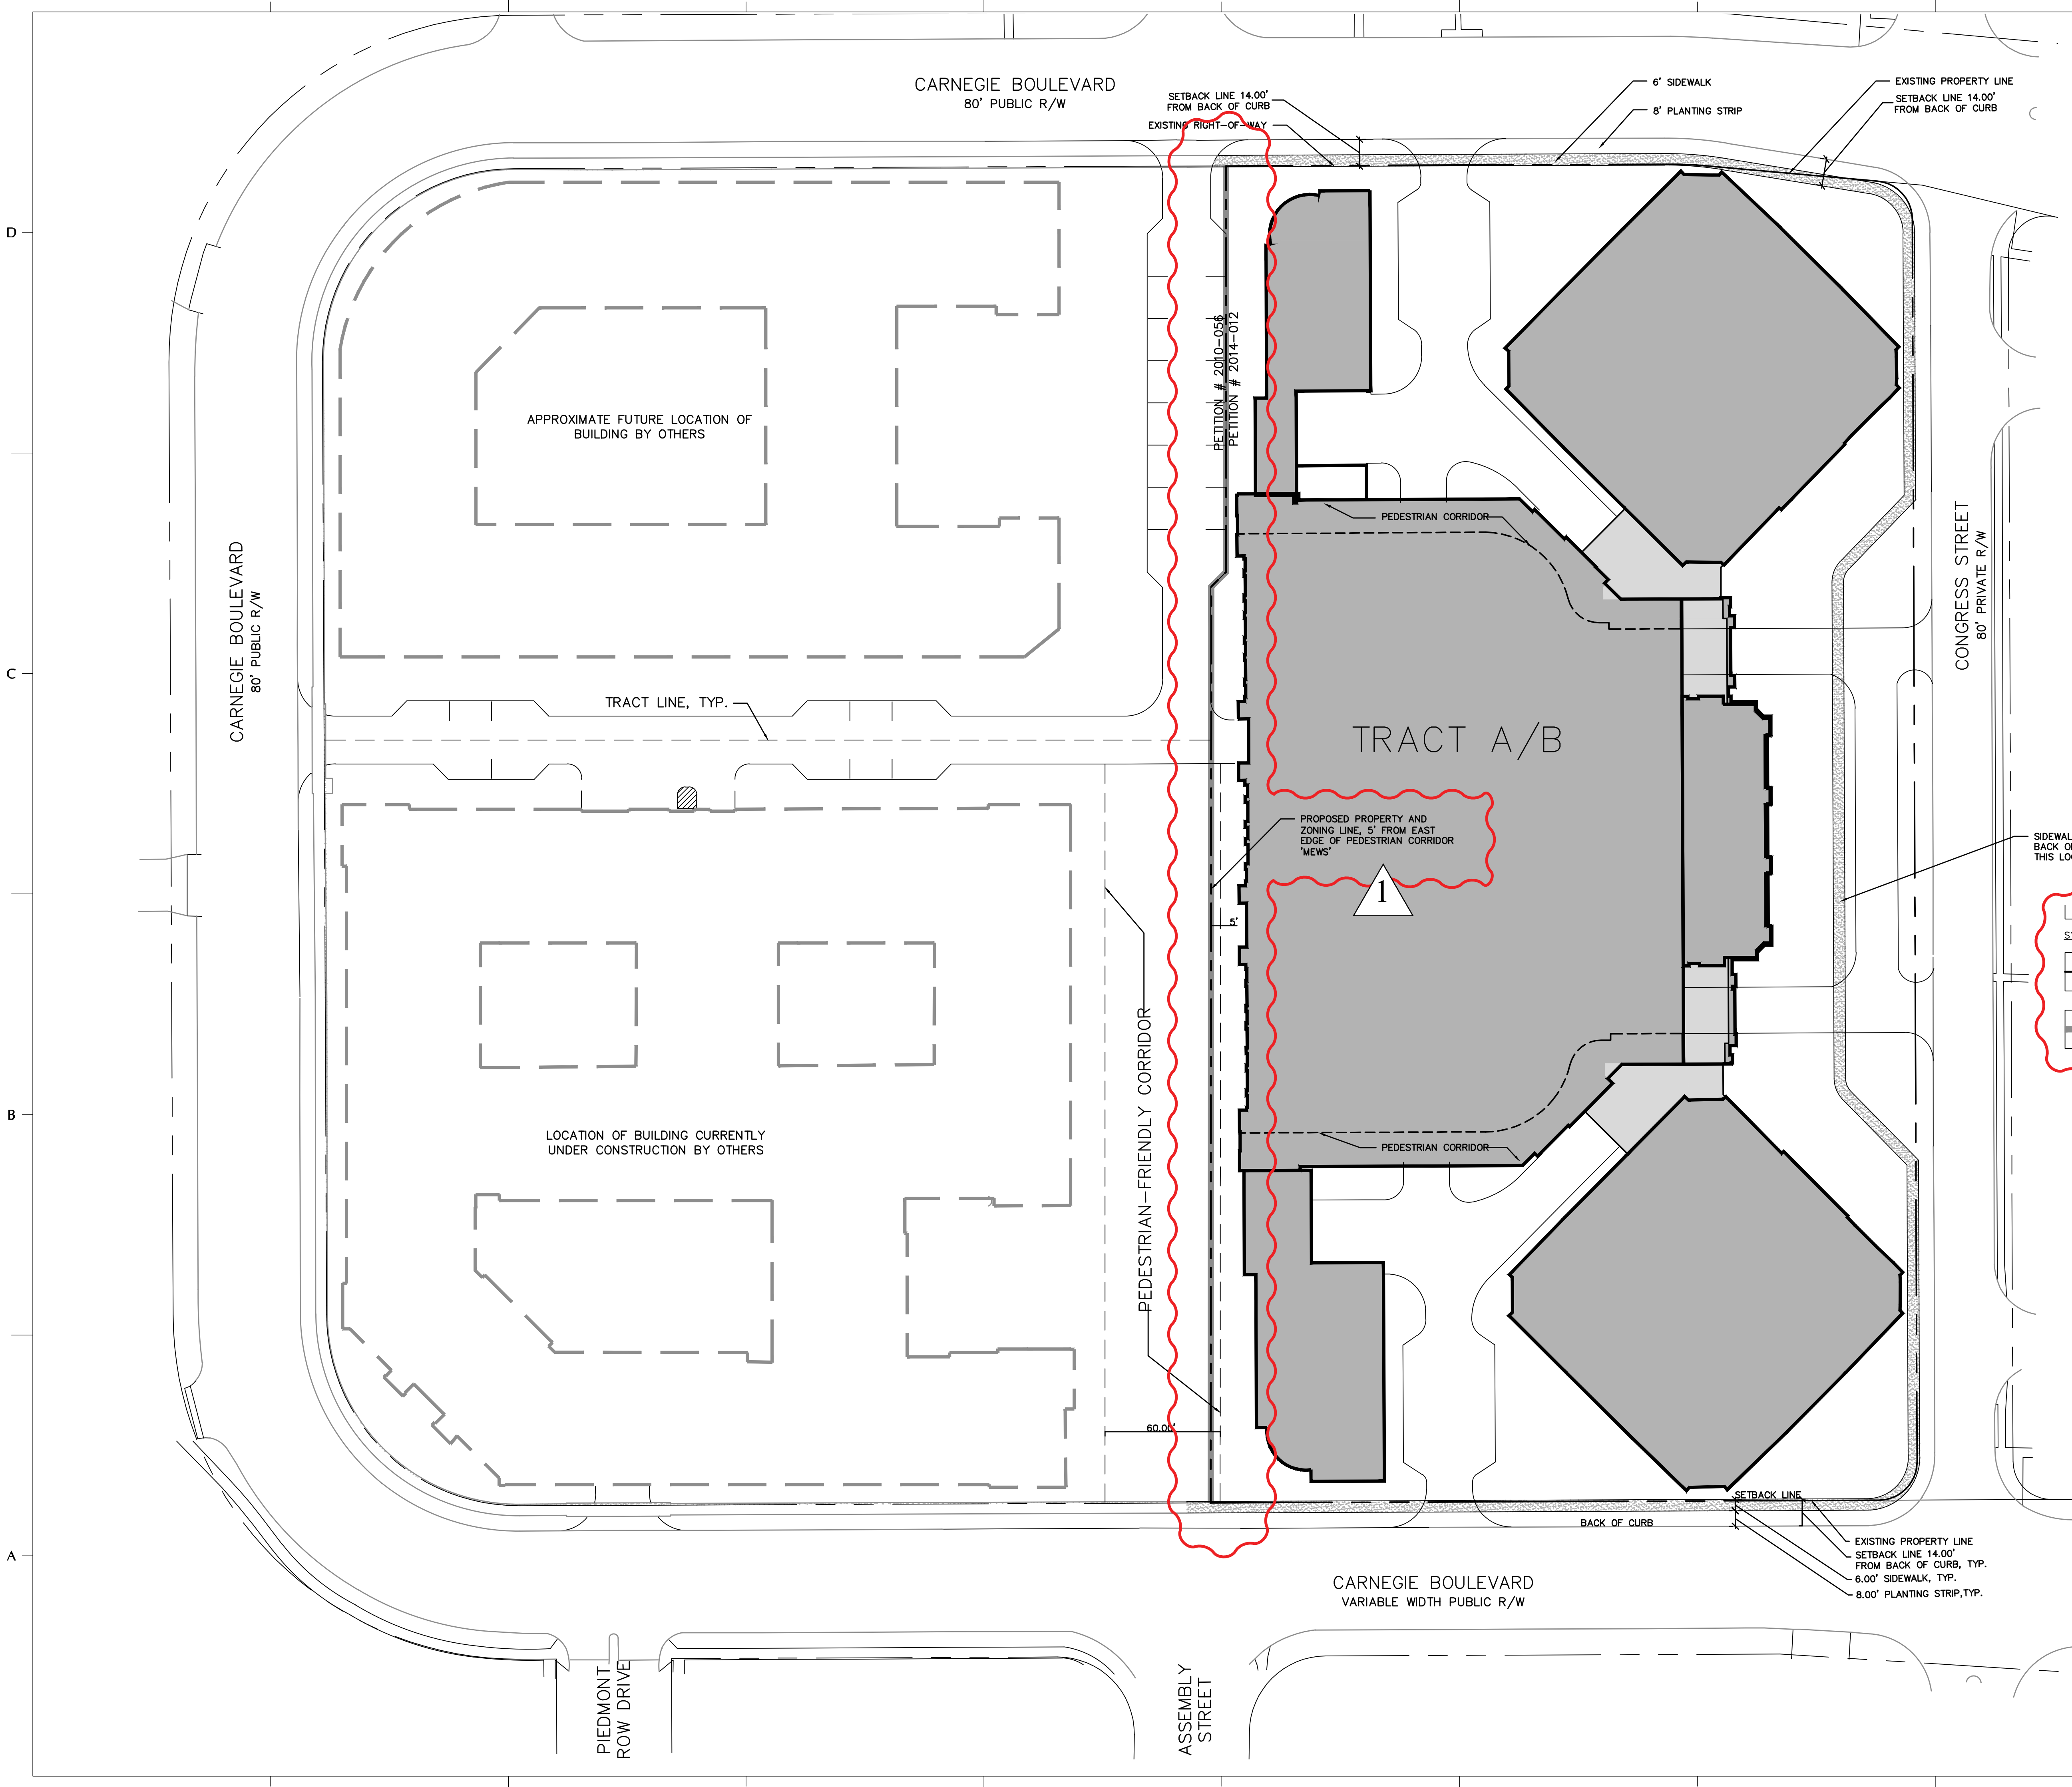 CARNEGIE BOULEVARD
80' PUBLIC R/W
SETBACK LINE 14.00'
FROM BACK OF CURB
EXISTING RIGHT-OF-WAY
6' SIDEWALK
8' PLANTING STRIP
EXISTING PROPERTY LINE
SETBACK LINE 14.00'
FROM BACK OF CURB
D
PETITION # 2010-056
PETITION # 2014-012
APPROXIMATE FUTURE LOCATION OF
BUILDING BY OTHERS
PEDESTRIAN CORRIDOR
CARNEGIE BOULEVARD
80' PUBLIC R/W
CONGRESS STREET
80' PRIVATE R/W
C
TRACT LINE, TYP.
TRACT A/B
PROPOSED PROPERTY AND
ZONING LINE, 5' FROM EAST
EDGE OF PEDESTRIAN CORRIDOR
'MEWS'
1
5'
PEDESTRIAN-FRIENDLY CORRIDOR
B
LOCATION OF BUILDING CURRENTLY
UNDER CONSTRUCTION BY OTHERS
PEDESTRIAN CORRIDOR
60.00'
SETBACK LINE
BACK OF CURB
EXISTING PROPERTY LINE
SETBACK LINE 14.00'
FROM BACK OF CURB, TYP.
6.00' SIDEWALK, TYP.
8.00' PLANTING STRIP,TYP.
A
CARNEGIE BOULEVARD
VARIABLE WIDTH PUBLIC R/W
PIEDMONT
ROW DRIVE
ASSEMBLY
STREET